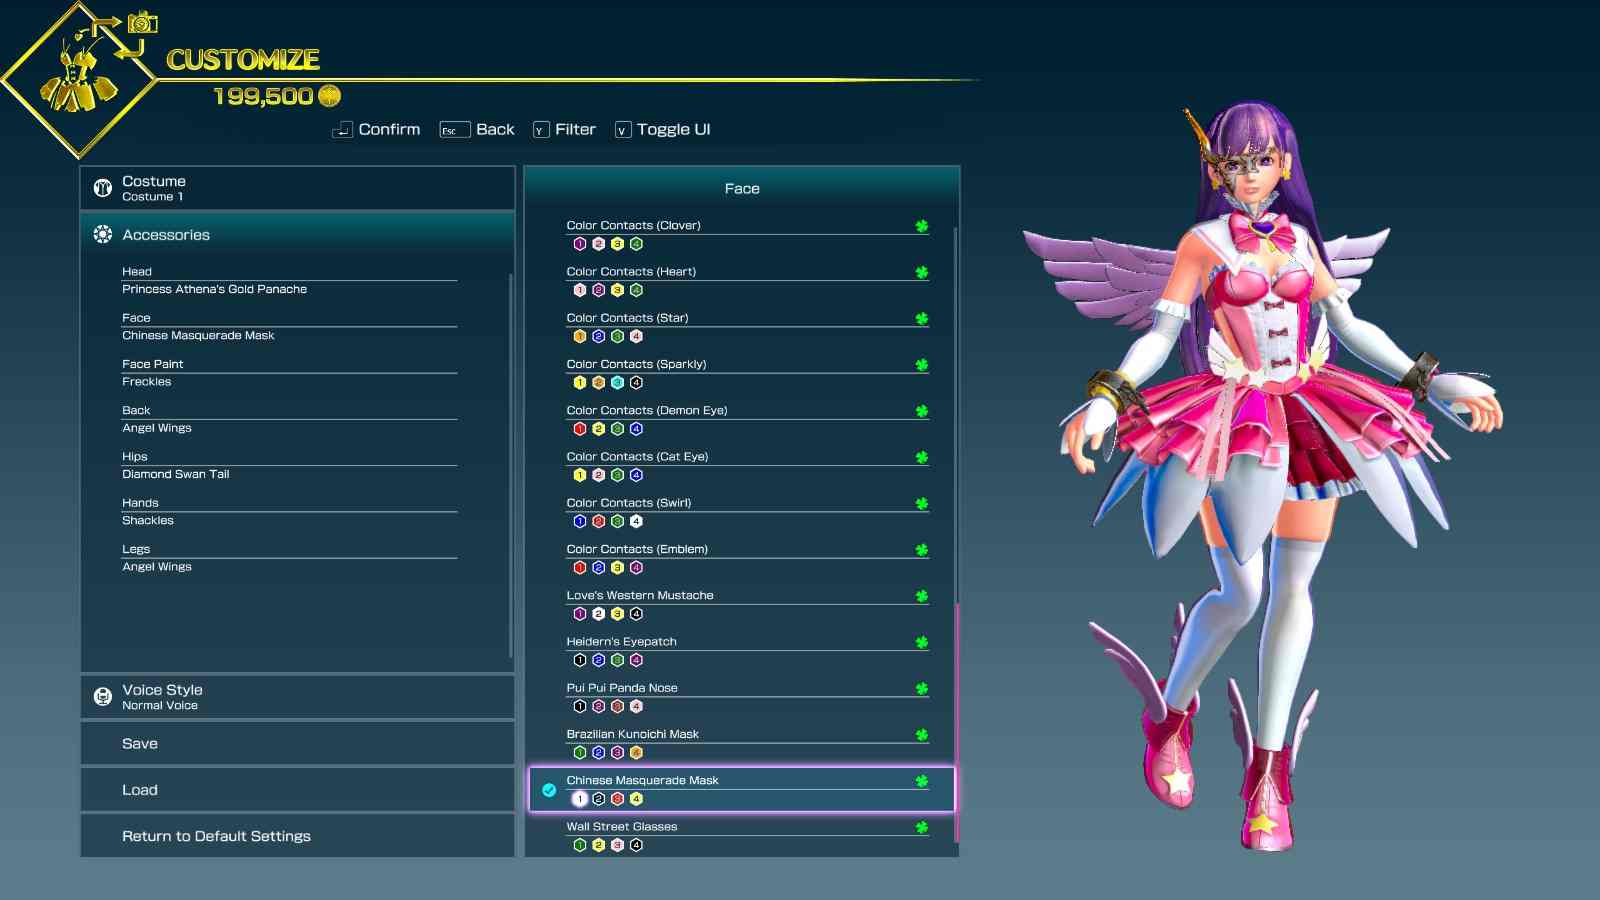 CUSTOMIZE
199,500
Confirm Esc Back Y Filter V Toggle UI
Costume
Costume 1
Accessories
Head
Princess Athena's Gold Panache
Face
Chinese Masquerade Mask
Face Paint
Freckles
Back
Angel Wings
Hips
Diamond Swan Tail
Hands
Shackles
Legs
Angel Wings
Voice Style
Normal Voice
Save
Load
Return to Default Settings
Face
Color Contacts (Clover)
1 2 3 4
Color Contacts (Heart)
1 2 3 4
Color Contacts (Star)
1 2 3 4
Color Contacts (Sparkly)
1 2 3 4
Color Contacts (Demon Eye)
1 2 3 4
Color Contacts (Cat Eye)
1 2 3 4
Color Contacts (Swirl)
1 2 3 4
Color Contacts (Emblem)
1 2 3 4
Love's Western Mustache
1 2 3 4
Heidern's Eyepatch
1 2 3 4
Pui Pui Panda Nose
1 2 3 4
Brazilian Kunoichi Mask
1 2 3 4
Chinese Masquerade Mask
1 2 3 4
Wall Street Glasses
1 2 3 4